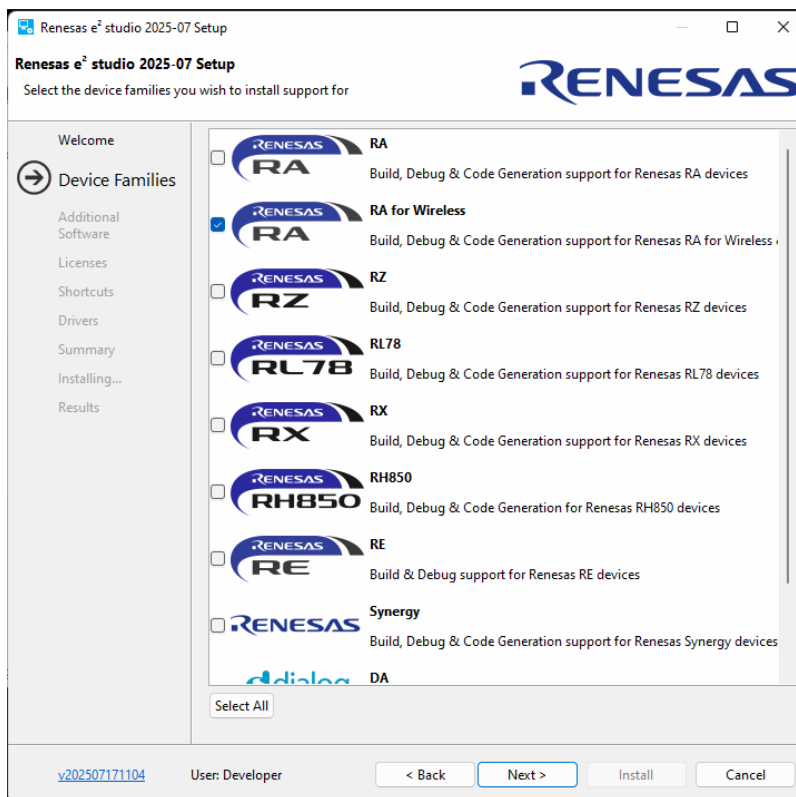 Renesas e² studio 2025-07 Setup
Renesas e² studio 2025-07 Setup
Select the device families you wish to install support for
RENESAS
Welcome
Device Families
Additional
Software
Licenses
Shortcuts
Drivers
Summary
Installing...
Results
RENESAS
RA
RA
Build, Debug & Code Generation support for Renesas RA devices
RENESAS
RA
RA for Wireless
Build, Debug & Code Generation support for Renesas RA for Wireless
RENESAS
RZ
RZ
Build, Debug & Code Generation support for Renesas RZ devices
RENESAS
RL78
RL78
Build, Debug & Code Generation support for Renesas RL78 devices
RENESAS
RX
RX
Build, Debug & Code Generation support for Renesas RX devices
RENESAS
RH850
RH850
Build, Debug & Code Generation for Renesas RH850 devices
RENESAS
RE
RE
Build & Debug support for Renesas RE devices
RENESAS
Synergy
Build, Debug & Code Generation support for Renesas Synergy devices
dialog
DA
Select All
v202507171104
User: Developer
< Back
Next >
Install
Cancel